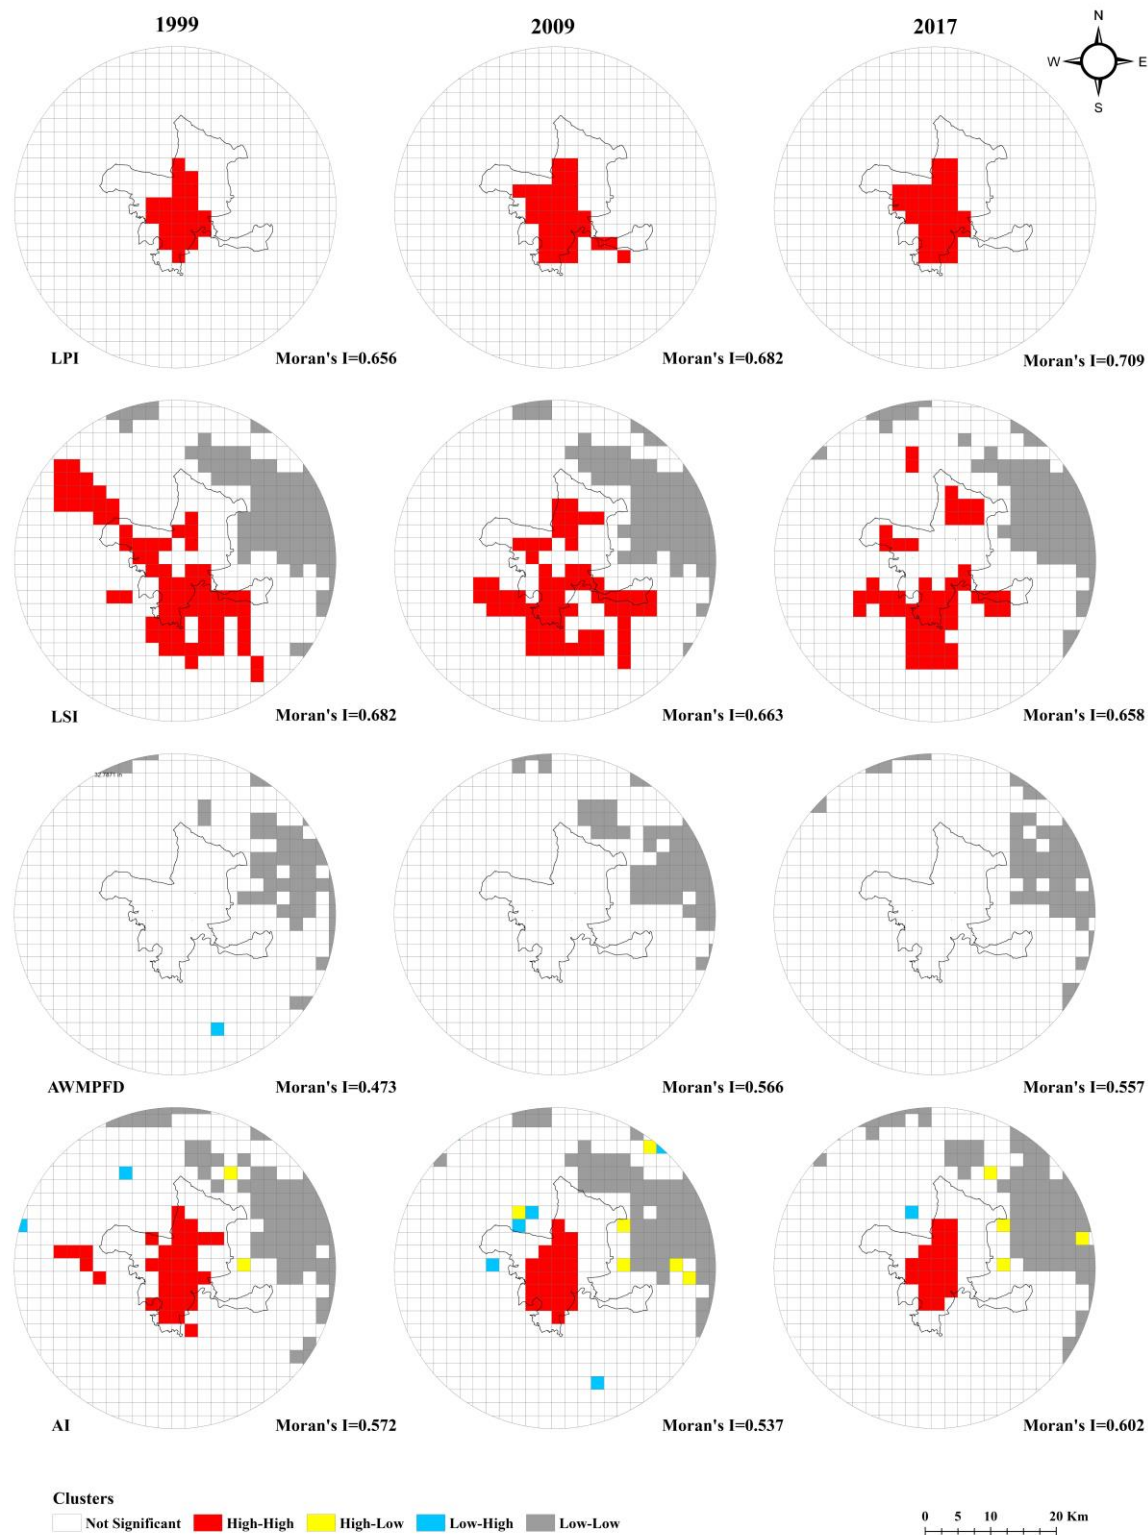 1999 2009 2017
N
W E
S
LPI Moran's I=0.656 Moran's I=0.682 Moran's I=0.709
LSI Moran's I=0.682 Moran's I=0.663 Moran's I=0.658
AWMPFD Moran's I=0.473 Moran's I=0.566 Moran's I=0.557
AI Moran's I=0.572 Moran's I=0.537 Moran's I=0.602
Clusters
Not Significant High-High High-Low Low-High Low-Low
0 5 10 20 Km